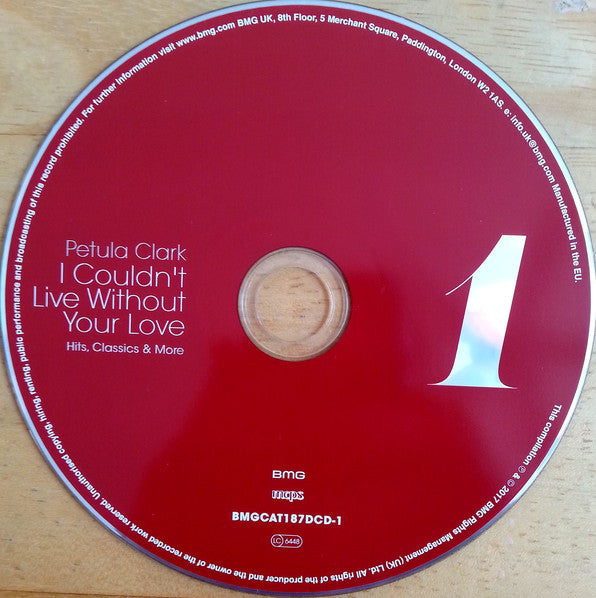 Petula Clark
I Couldn't
Live Without
Your Love
Hits, Classics & More
1
BMG
mcps
BMGCAT187DCD-1
LC 6448
This compilation ℗ & © 2017 BMG Rights Management (UK) Ltd. All rights of the producer and the owner of the recorded work reserved. Unauthorised copying, hiring, renting, public performance and broadcasting of this record prohibited. For further information visit www.bmg.com BMG UK, 8th Floor, 5 Merchant Square, Paddington, London W2 1AS. e: info.uk@bmg.com Manufactured in the EU.